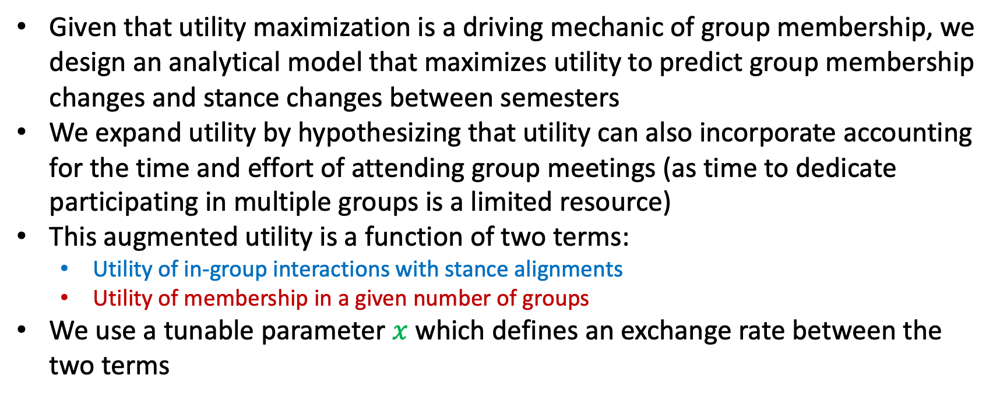 • Given that utility maximization is a driving mechanic of group membership, we
design an analytical model that maximizes utility to predict group membership
changes and stance changes between semesters
• We expand utility by hypothesizing that utility can also incorporate accounting
for the time and effort of attending group meetings (as time to dedicate
participating in multiple groups is a limited resource)
• This augmented utility is a function of two terms:
• Utility of in-group interactions with stance alignments
• Utility of membership in a given number of groups
• We use a tunable parameter x which defines an exchange rate between the
two terms